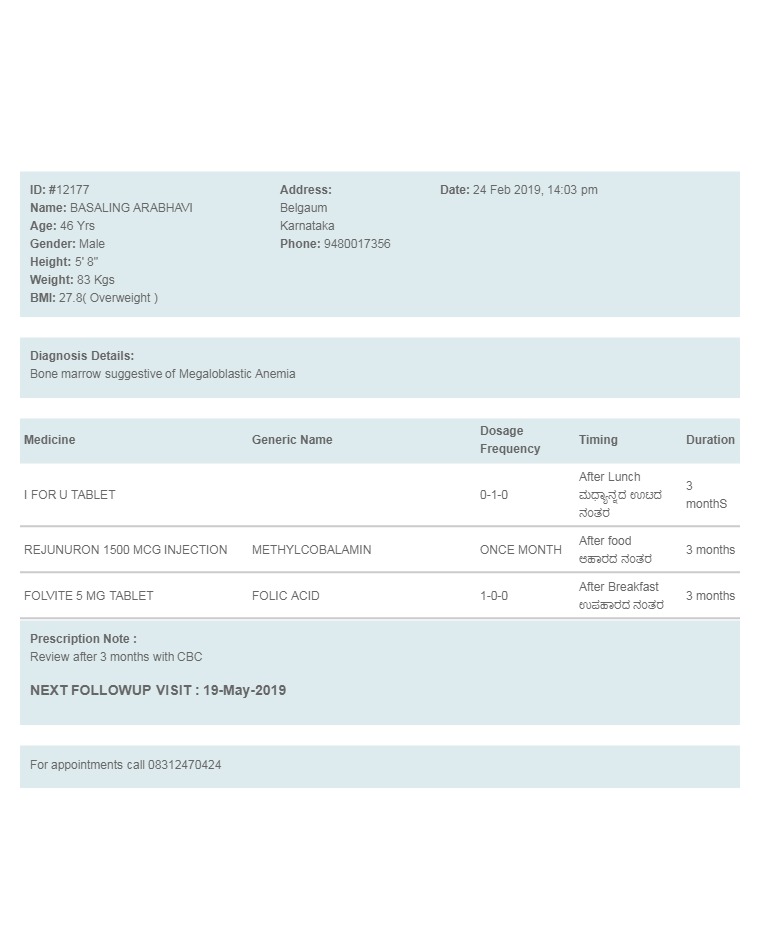 ID: #12177
Name: BASALING ARABHAVI
Age: 46 Yrs
Gender: Male
Height: 5' 8"
Weight: 83 Kgs
BMI: 27.8( Overweight )
Address:
Belgaum
Karnataka
Phone: 9480017356
Date: 24 Feb 2019, 14:03 pm
Diagnosis Details:
Bone marrow suggestive of Megaloblastic Anemia
Medicine Generic Name Dosage Frequency Timing Duration
I FOR U TABLET 0-1-0 After Lunch ಮಧ್ಯಾನ್ನದ ಊಟದ ನಂತರ 3 monthS
REJUNURON 1500 MCG INJECTION METHYLCOBALAMIN ONCE MONTH After food ಆಹಾರದ ನಂತರ 3 months
FOLVITE 5 MG TABLET FOLIC ACID 1-0-0 After Breakfast ಉಪಹಾರದ ನಂತರ 3 months
Prescription Note :
Review after 3 months with CBC
NEXT FOLLOWUP VISIT : 19-May-2019
For appointments call 08312470424